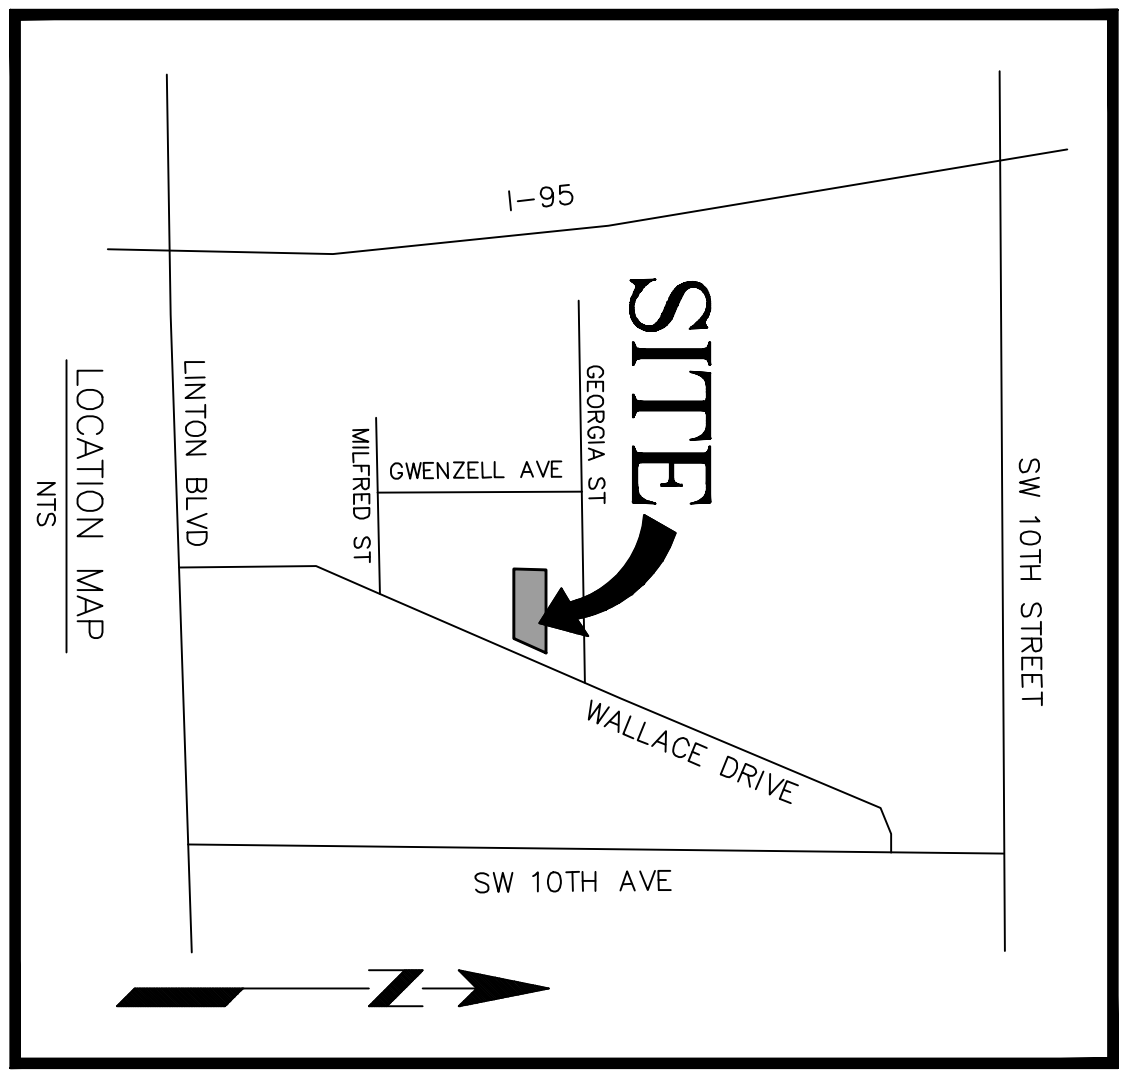 I-95
SITE
GEORGIA ST
LINTON BLVD
MILFRED ST
GWENZELL AVE
SW 10TH STREET
WALLACE DRIVE
SW 10TH AVE
LOCATION MAP
NTS
N